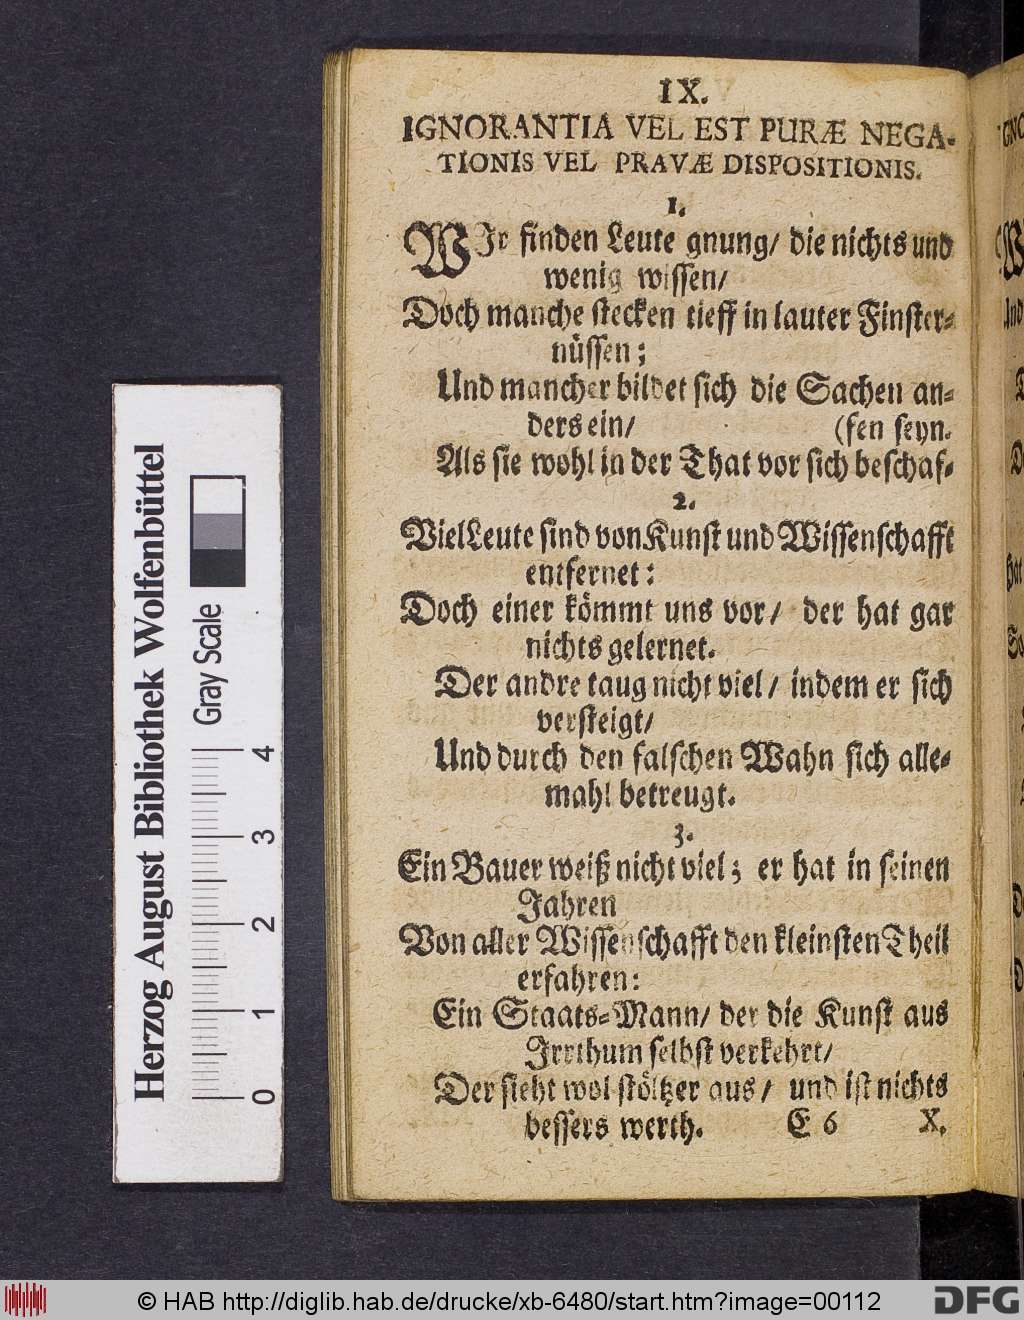 IX.
IGNORANTIA VEL EST PURÆ NEGA-
TIONIS VEL PRAVÆ DISPOSITIONIS.
1.
WIr finden Leute gnung/ die nichts und
wenig wissen/
Doch manche stecken tieff in lauter Finster-
nüssen;
Und mancher bildet sich die Sachen an-
ders ein/ (sen seyn.
Als sie wohl in der That vor sich beschaf-
2.
Viel Leute sind von Kunst und Wissenschafft
entfernet:
Doch einer kömmt uns vor/ der hat gar
nichts gelernet.
Der andre taug nicht viel/ indem er sich
versteigt/
Und durch den falschen Wahn sich alle-
mahl betreugt.
3.
Ein Bauer weiß nicht viel; er hat in seinen
Jahren
Von aller Wissenschafft den kleinsten Theil
erfahren:
Ein Staats-Mann/ der die Kunst aus
Irrthum selbst verkehrt/
Der sieht wol stöltzer aus/ und ist nichts
bessers werth. E 6 X.
Herzog August Bibliothek Wolfenbüttel
Gray Scale
0 1 2 3 4
© HAB http://diglib.hab.de/drucke/xb-6480/start.htm?image=00112
DFG